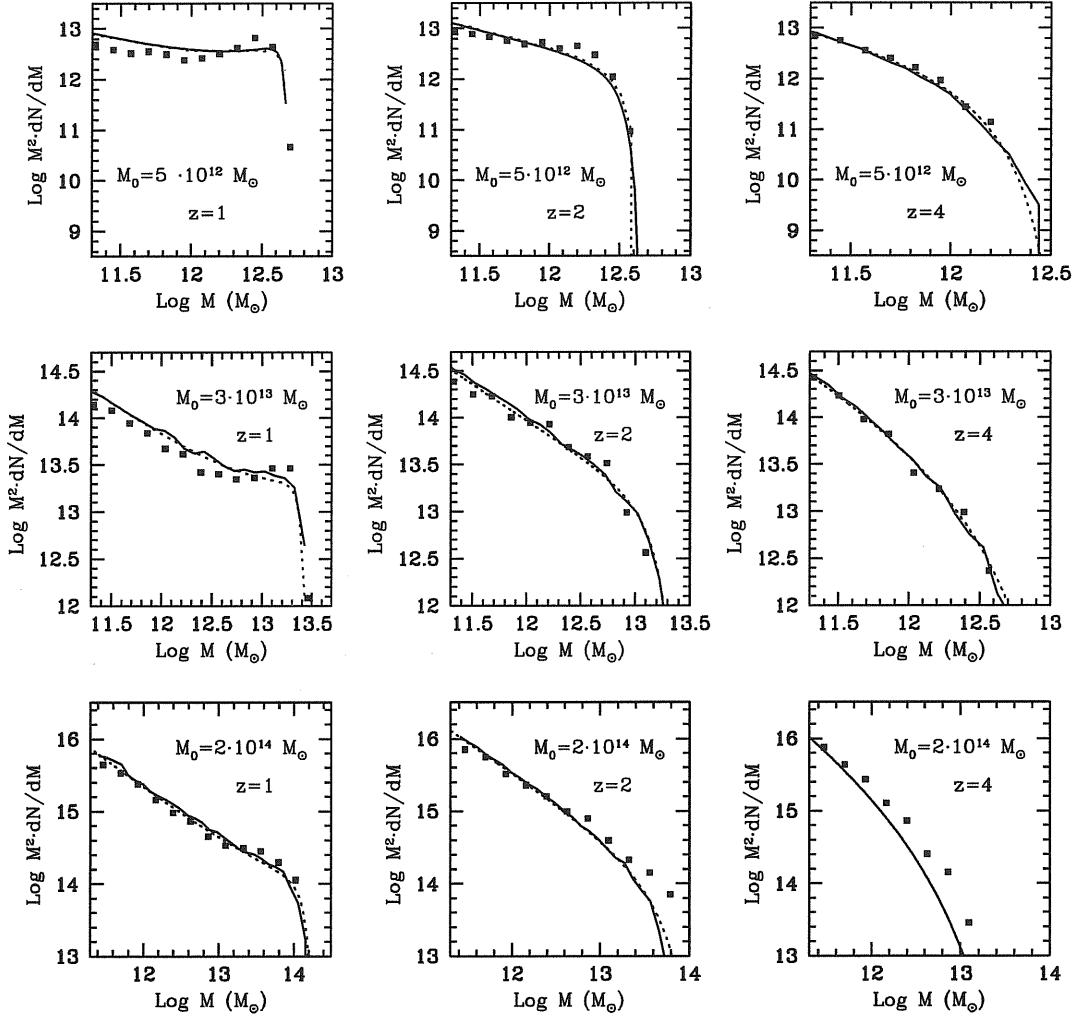 13
12
11
10
9
Log M²·dN/dM
M₀=5 ·10¹² M☉
z=1
11.5 12 12.5 13
Log M (M☉)
13
12
11
10
9
Log M²·dN/dM
M₀=5·10¹² M☉
z=2
12 12.5 13
Log M (M☉)
13
12
11
10
9
Log M²·dN/dM
M₀=5·10¹² M☉
z=4
11.5 12 12.5
Log M (M☉)
14.5
14
13.5
13
12.5
12
Log M²·dN/dM
M₀=3·10¹³ M☉
z=1
11.5 12 12.5 13 13.5
Log M (M☉)
14.5
14
13.5
13
12.5
12
Log M²·dN/dM
M₀=3·10¹³ M☉
z=2
11.5 12 12.5 13 13.5
Log M (M☉)
14.5
14
13.5
13
12.5
12
Log M²·dN/dM
M₀=3·10¹³ M☉
z=4
11.5 12 12.5 13
Log M (M☉)
16
15
14
13
Log M²·dN/dM
M₀=2·10¹⁴ M☉
z=1
12 13 14
Log M (M☉)
16
15
14
13
Log M²·dN/dM
M₀=2·10¹⁴ M☉
z=2
12 13 14
Log M (M☉)
16
15
14
13
Log M²·dN/dM
M₀=2·10¹⁴ M☉
z=4
12 13 14
Log M (M☉)